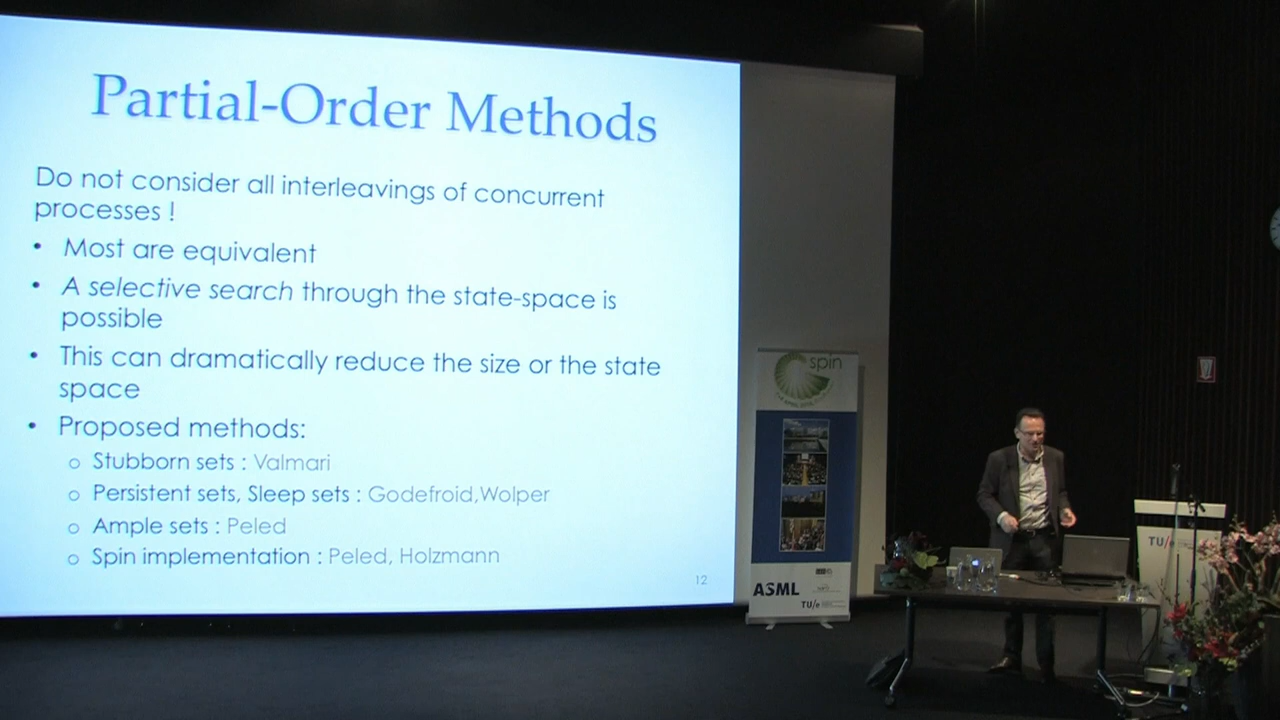 Partial-Order Methods
Do not consider all interleavings of concurrent
processes !
• Most are equivalent
• A selective search through the state-space is
possible
• This can dramatically reduce the size or the state
space
• Proposed methods:
o Stubborn sets : Valmari
o Persistent sets, Sleep sets : Godefroid,Wolper
o Ample sets : Peled
o Spin implementation : Peled, Holzmann
12
spin
ASML
TU/e
TU/e